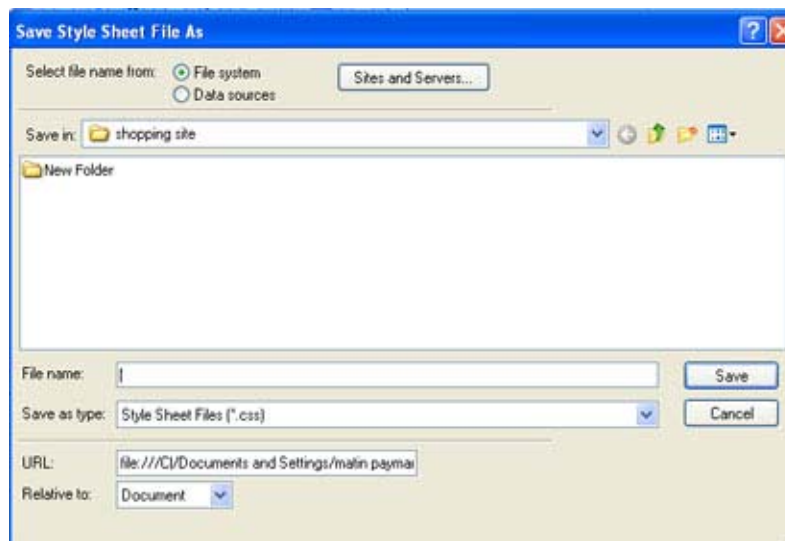 Save Style Sheet File As
Select file name from: File system
Data sources
Sites and Servers...
Save in: shopping site
New Folder
File name:
Save
Save as type: Style Sheet Files (*.css)
Cancel
URL: file:///C|/Documents and Settings/matin paymai
Relative to: Document